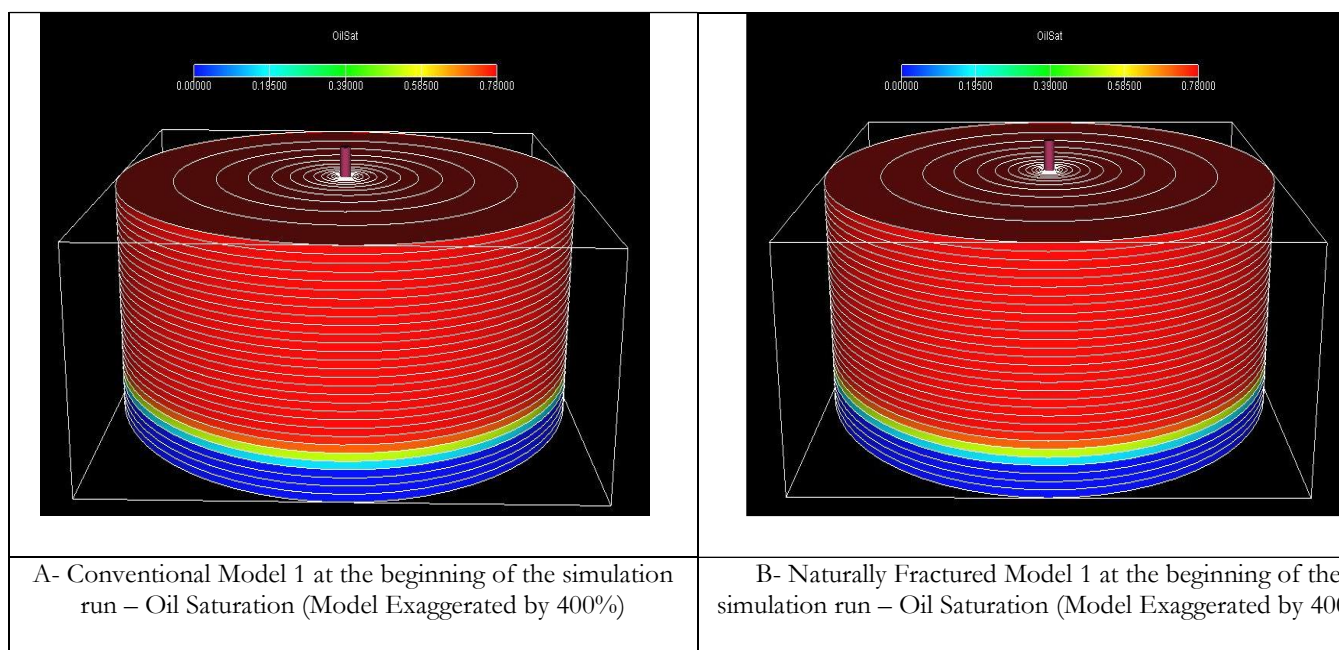 OilSat
0.00000 0.19500 0.39000 0.58500 0.78000
OilSat
0.00000 0.19500 0.39000 0.58500 0.78000
A- Conventional Model 1 at the beginning of the simulation
run – Oil Saturation (Model Exaggerated by 400%)
B- Naturally Fractured Model 1 at the beginning of the
simulation run – Oil Saturation (Model Exaggerated by 40